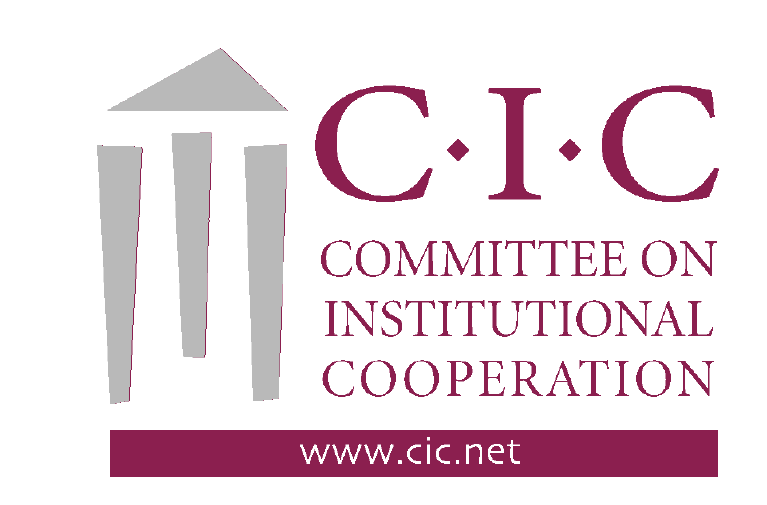 C·I·C
COMMITTEE ON
INSTITUTIONAL
COOPERATION
www.cic.net